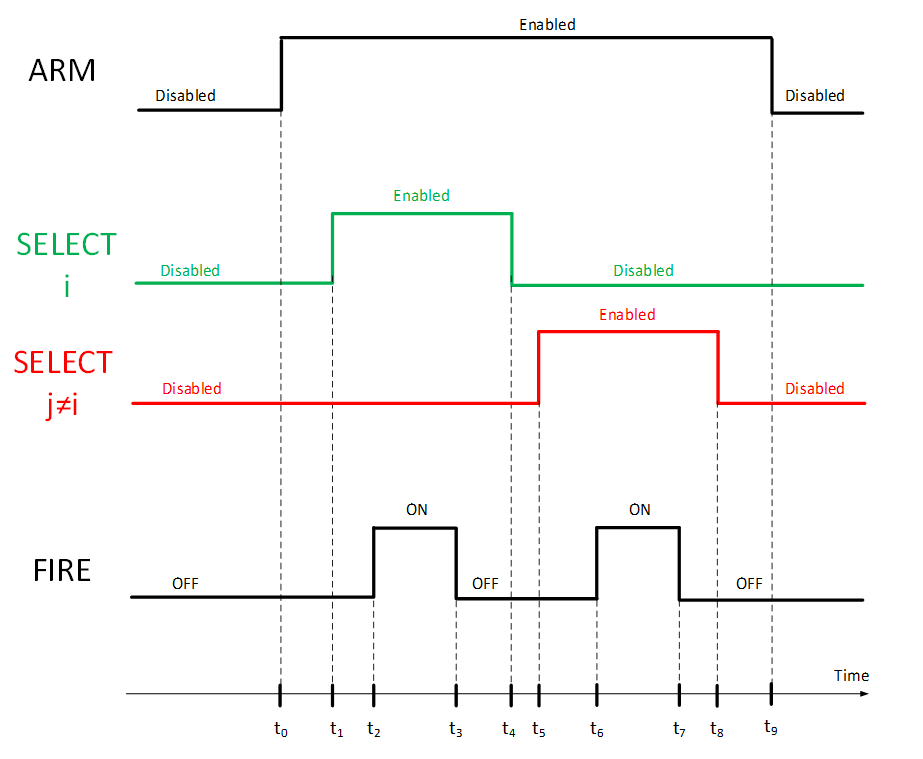 Enabled
ARM
Disabled
Disabled
Enabled
SELECT
i
Disabled
Disabled
Enabled
SELECT
j≠i
Disabled
Disabled
ON
ON
FIRE
OFF
OFF
OFF
Time
t₀ t₁ t₂ t₃ t₄ t₅ t₆ t₇ t₈ t₉